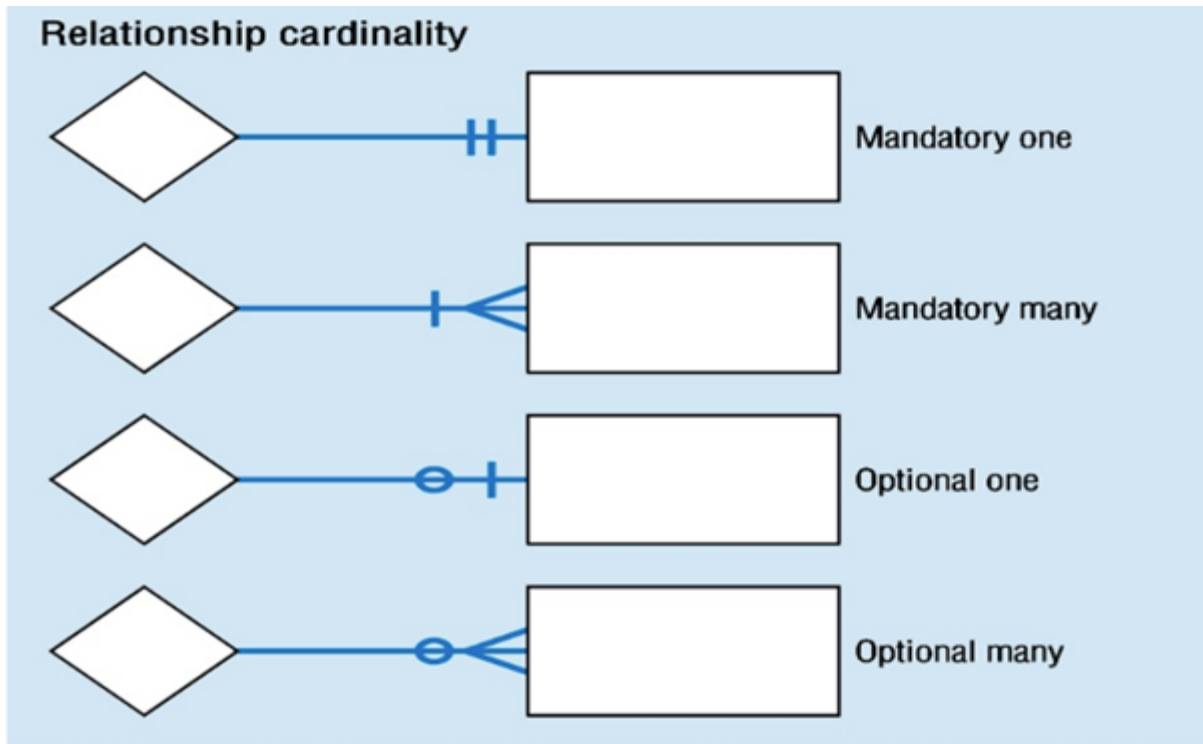 Relationship cardinality
Mandatory one
Mandatory many
Optional one
Optional many